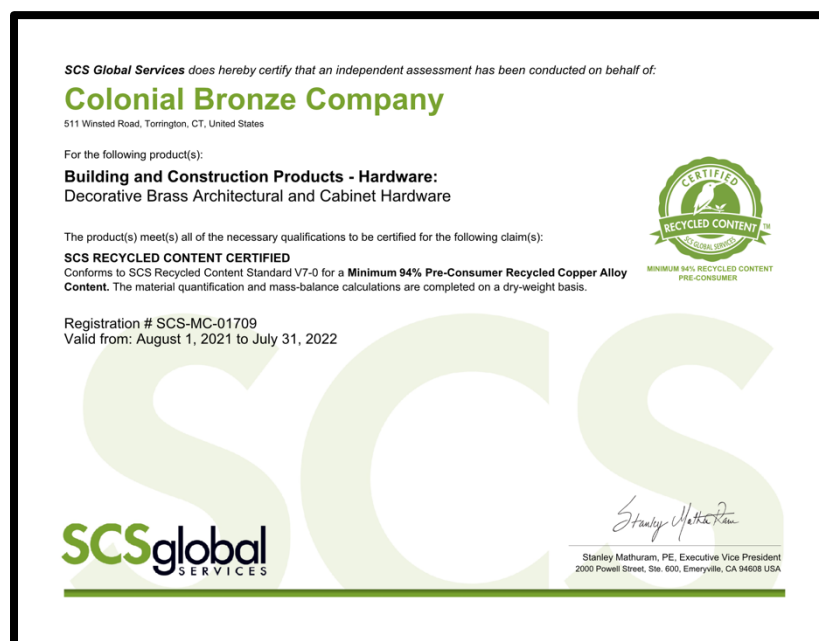 SCS Global Services does hereby certify that an independent assessment has been conducted on behalf of:
Colonial Bronze Company
511 Winsted Road, Torrington, CT, United States
For the following product(s):
Building and Construction Products - Hardware:
Decorative Brass Architectural and Cabinet Hardware
The product(s) meet(s) all of the necessary qualifications to be certified for the following claim(s):
SCS RECYCLED CONTENT CERTIFIED
Conforms to SCS Recycled Content Standard V7-0 for a Minimum 94% Pre-Consumer Recycled Copper Alloy
Content. The material quantification and mass-balance calculations are completed on a dry-weight basis.
CERTIFIED
RECYCLED CONTENT TM
SCS GLOBAL SERVICES
MINIMUM 94% RECYCLED CONTENT
PRE-CONSUMER
Registration # SCS-MC-01709
Valid from: August 1, 2021 to July 31, 2022
SCS
SCSglobal
SERVICES
Stanley Mathu Ram
Stanley Mathuram, PE, Executive Vice President
2000 Powell Street, Ste. 600, Emeryville, CA 94608 USA